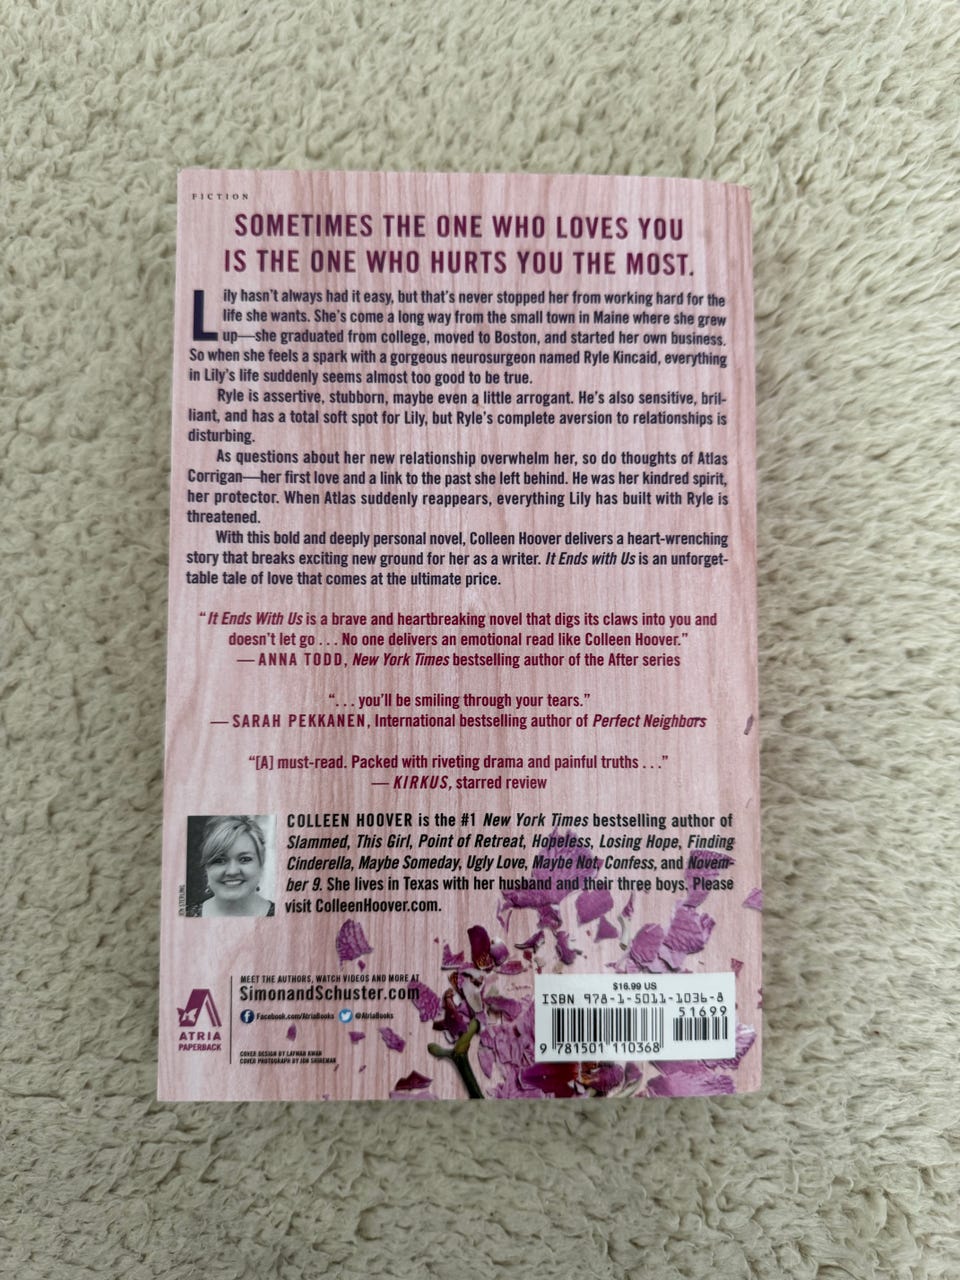 FICTION
SOMETIMES THE ONE WHO LOVES YOU
IS THE ONE WHO HURTS YOU THE MOST.
Lily hasn't always had it easy, but that's never stopped her from working hard for the
life she wants. She's come a long way from the small town in Maine where she grew
up—she graduated from college, moved to Boston, and started her own business.
So when she feels a spark with a gorgeous neurosurgeon named Ryle Kincaid, everything
in Lily's life suddenly seems almost too good to be true.
Ryle is assertive, stubborn, maybe even a little arrogant. He's also sensitive, bril-
liant, and has a total soft spot for Lily, but Ryle's complete aversion to relationships is
disturbing.
As questions about her new relationship overwhelm her, so do thoughts of Atlas
Corrigan—her first love and a link to the past she left behind. He was her kindred spirit,
her protector. When Atlas suddenly reappears, everything Lily has built with Ryle is
threatened.
With this bold and deeply personal novel, Colleen Hoover delivers a heart-wrenching
story that breaks exciting new ground for her as a writer. It Ends with Us is an unforget-
table tale of love that comes at the ultimate price.
"It Ends With Us is a brave and heartbreaking novel that digs its claws into you and
doesn't let go . . . No one delivers an emotional read like Colleen Hoover."
—ANNA TODD, New York Times bestselling author of the After series
". . . you'll be smiling through your tears."
—SARAH PEKKANEN, International bestselling author of Perfect Neighbors
"[A] must-read. Packed with riveting drama and painful truths . . ."
—KIRKUS, starred review
COLLEEN HOOVER is the #1 New York Times bestselling author of
Slammed, This Girl, Point of Retreat, Hopeless, Losing Hope, Finding
Cinderella, Maybe Someday, Ugly Love, Maybe Not, Confess, and Novem-
ber 9. She lives in Texas with her husband and their three boys. Please
visit ColleenHoover.com.
JEN STERLING
MEET THE AUTHORS, WATCH VIDEOS AND MORE AT
SimonandSchuster.com
Facebook.com/AtriaBooks @AtriaBooks
ATRIA
PAPERBACK
COVER DESIGN BY LAYWAN KWAN
COVER PHOTOGRAPH BY JON SHIREMAN
$16.99 US
ISBN 978-1-5011-1036-8
51699
9 781501 110368